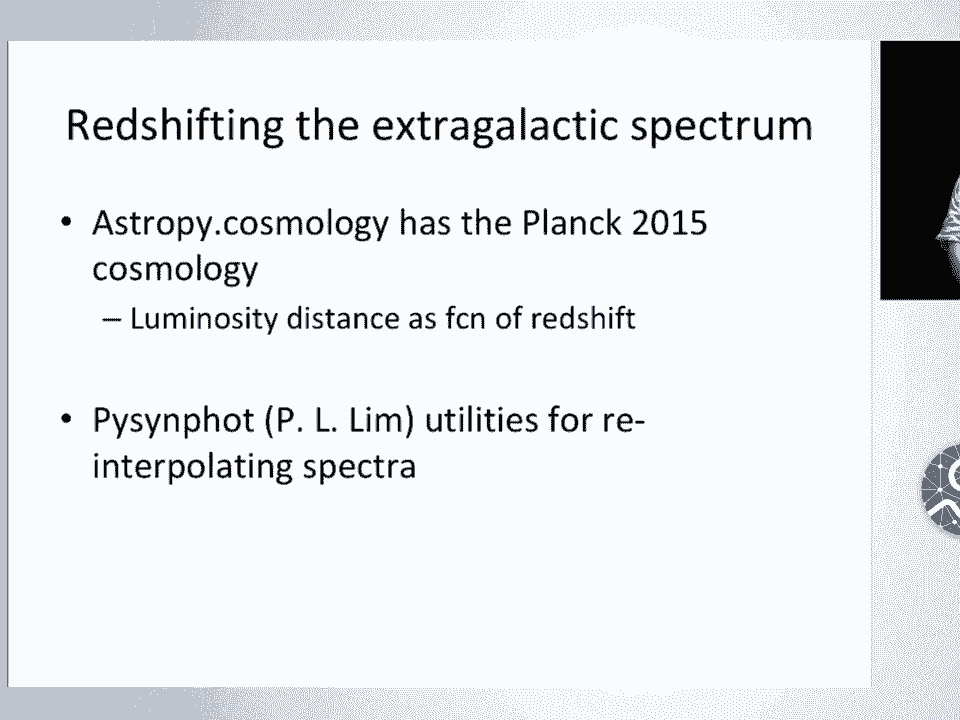 Redshifting the extragalactic spectrum
• Astropy.cosmology has the Planck 2015
cosmology
– Luminosity distance as fcn of redshift
• Pysynphot (P. L. Lim) utilities for re-
interpolating spectra